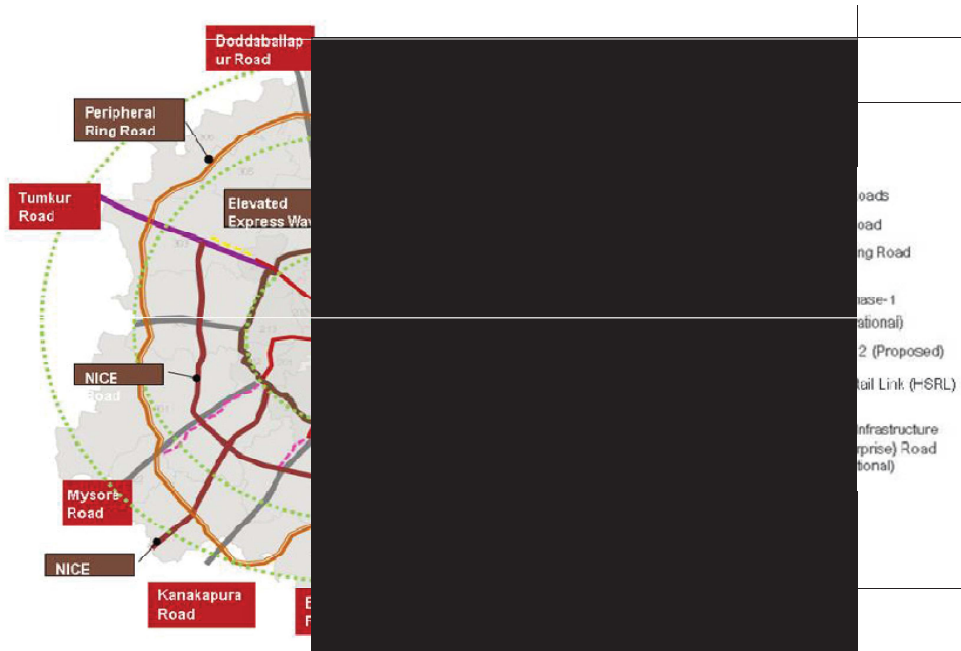 Doddaballap
ur Road
Peripheral
Ring Road
Tumkur
Road
Elevated
Express Way
NICE
Road
Mysore
Road
NICE
Kanakapura
Road
oads
oad
ng Road
ase-1
ational)
2 (Proposed)
ail Link (HSRL)
nfrastructure
rprise) Road
tional)